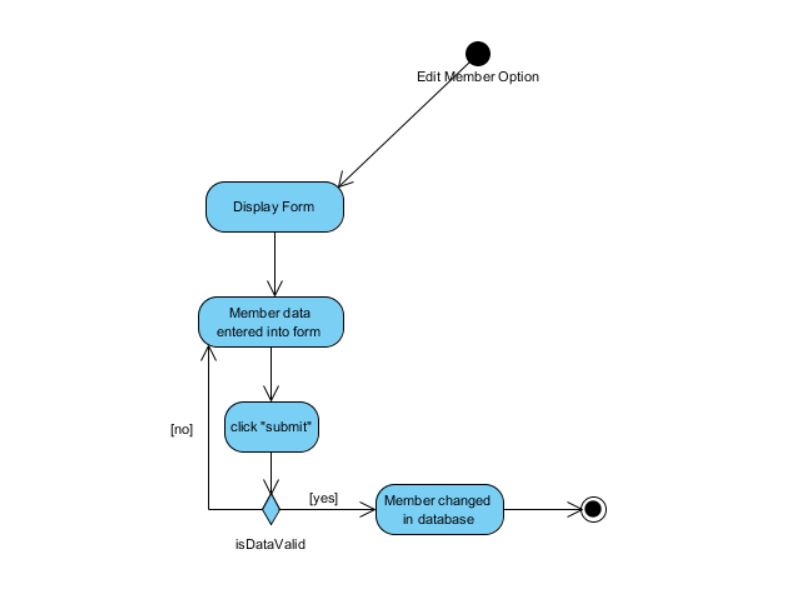 Edit Member Option
Display Form
Member data
entered into form
[no]
click "submit"
[yes]
Member changed
in database
isDataValid